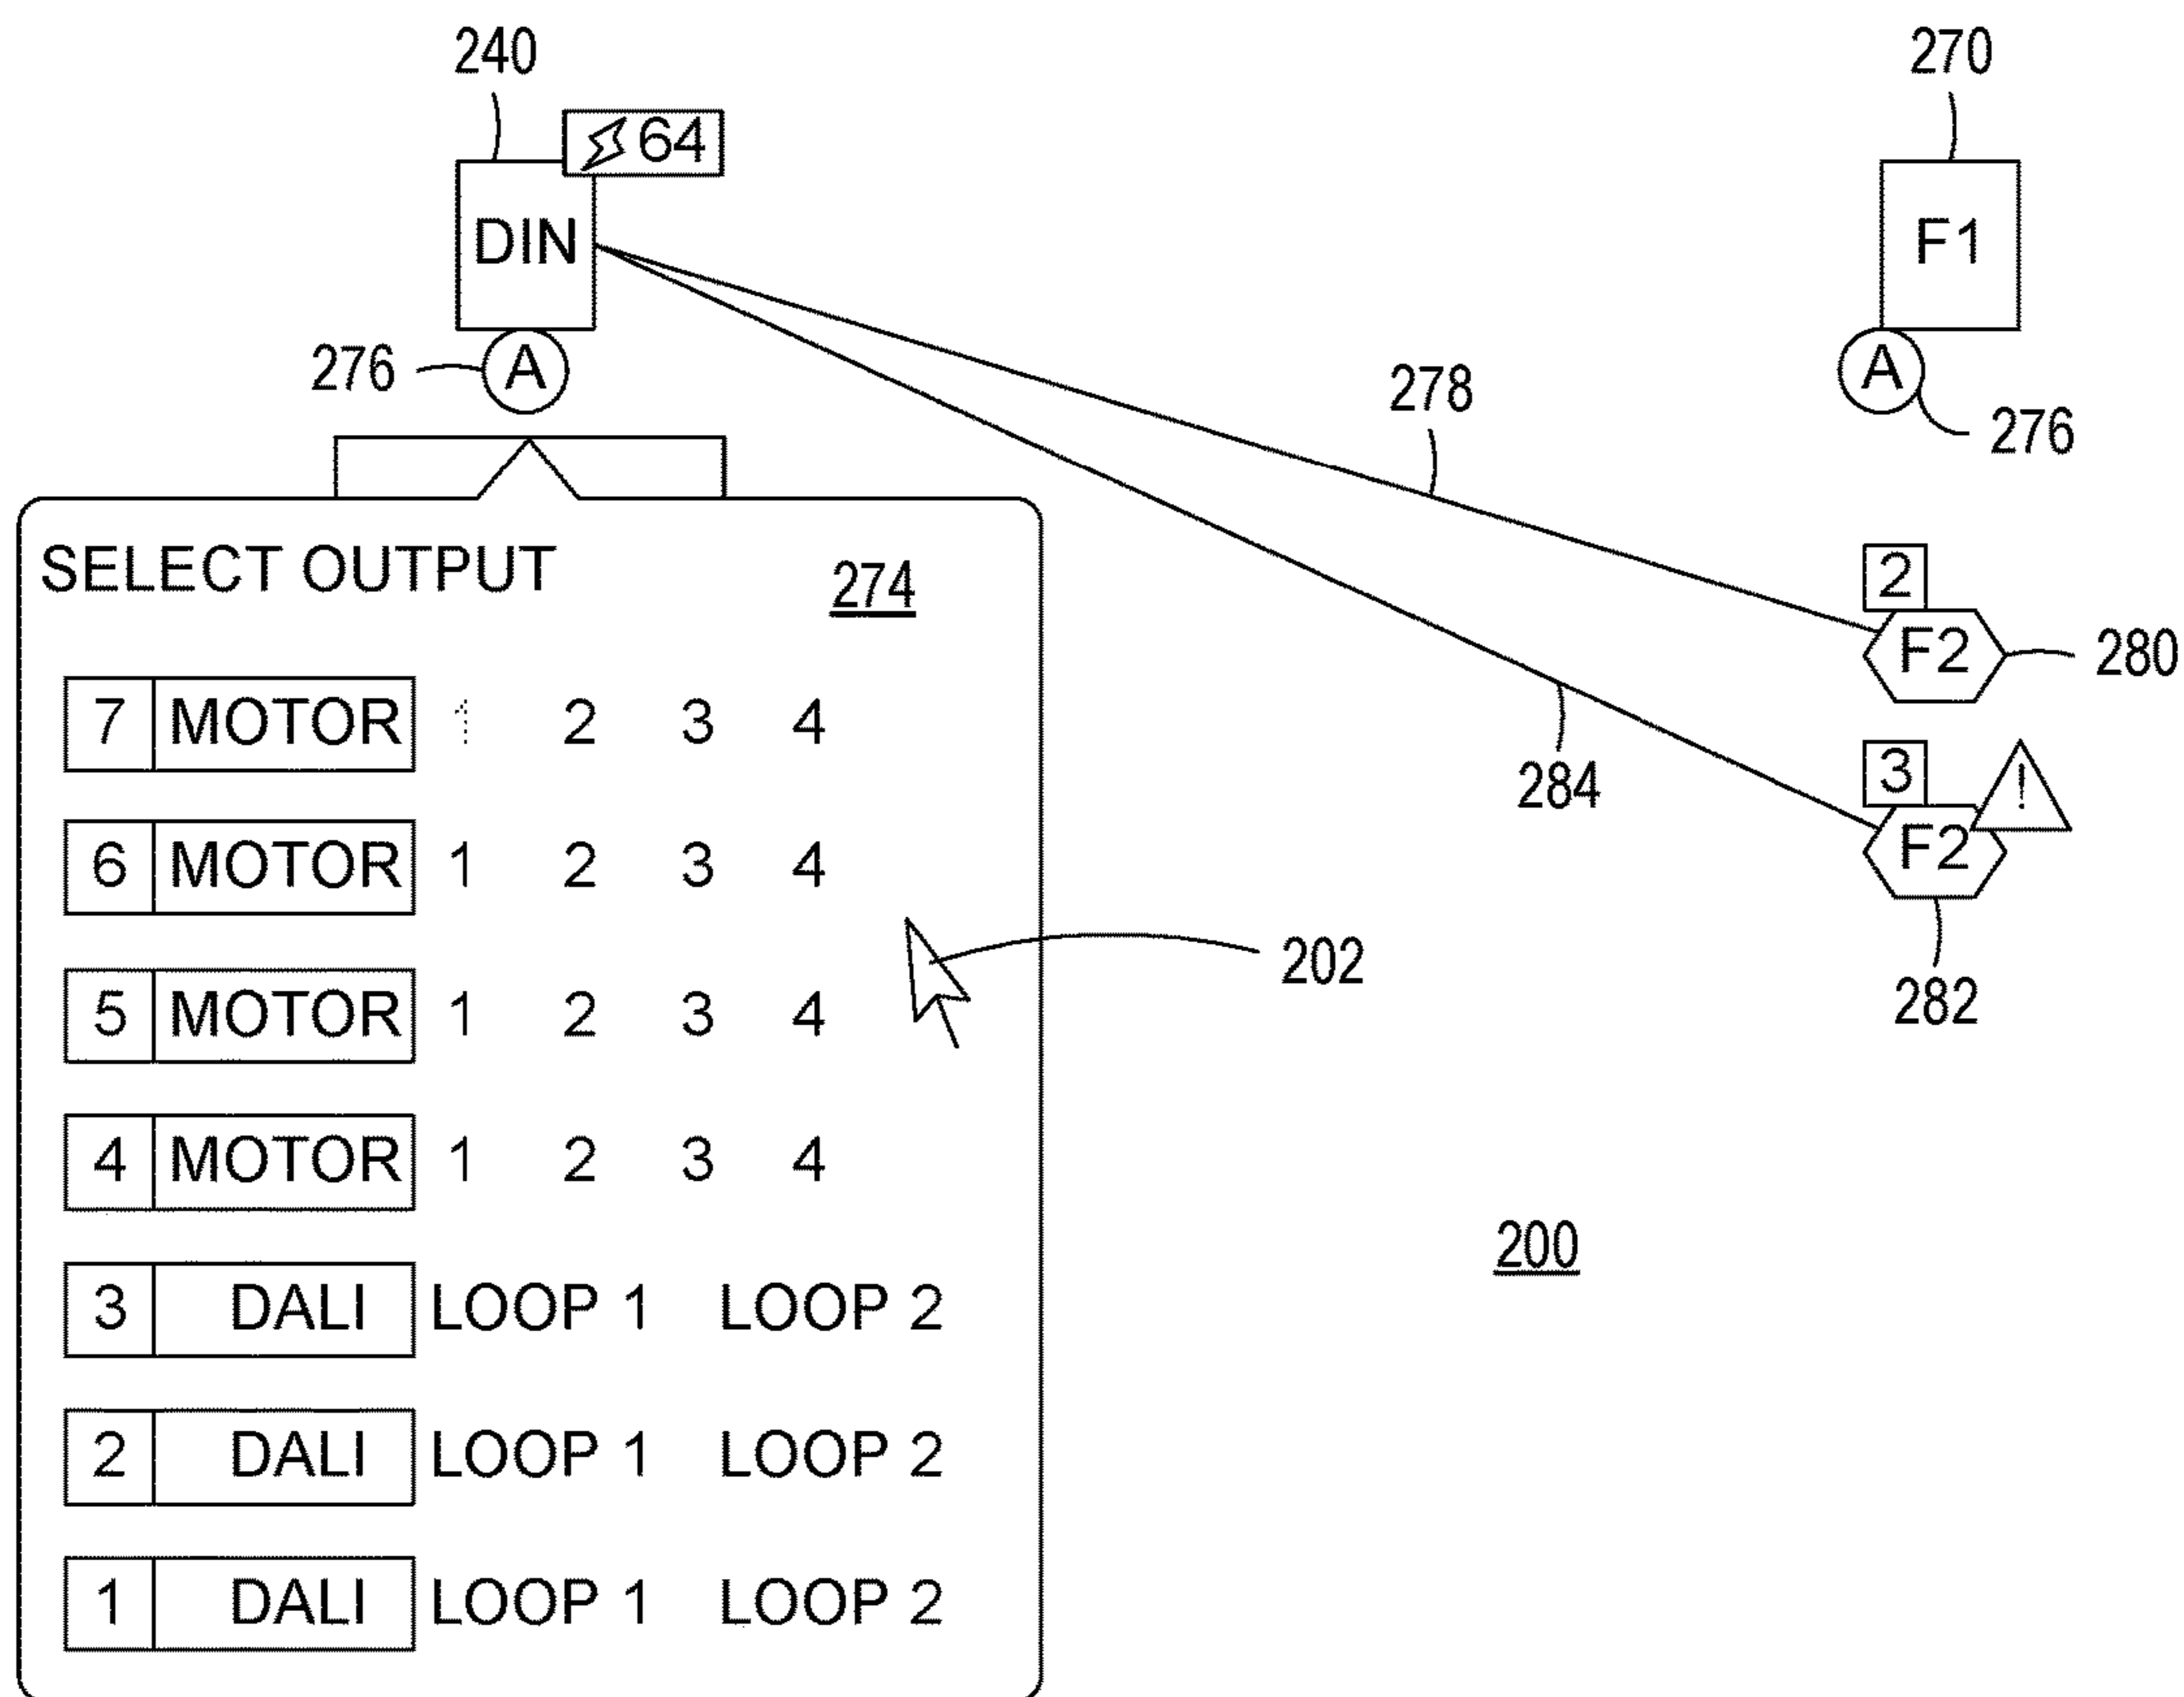 240
270
64
DIN
F1
276
A
A
276
278
SELECT OUTPUT
274
2
F2
280
7 MOTOR 1 2 3 4
284
3
!
F2
6 MOTOR 1 2 3 4
202
282
5 MOTOR 1 2 3 4
4 MOTOR 1 2 3 4
200
3 DALI LOOP 1 LOOP 2
2 DALI LOOP 1 LOOP 2
1 DALI LOOP 1 LOOP 2